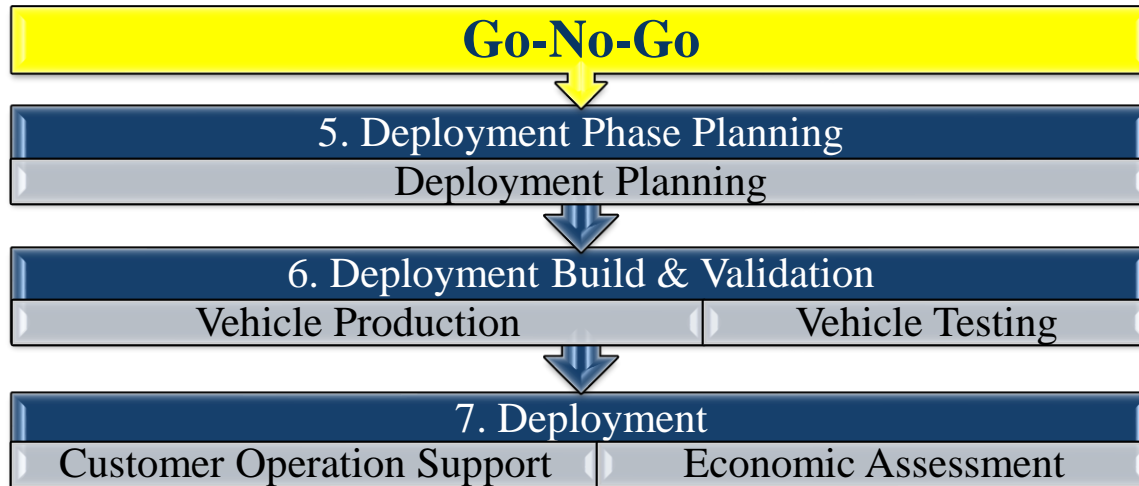 Go-No-Go
5. Deployment Phase Planning
Deployment Planning
6. Deployment Build & Validation
Vehicle Production Vehicle Testing
7. Deployment
Customer Operation Support Economic Assessment